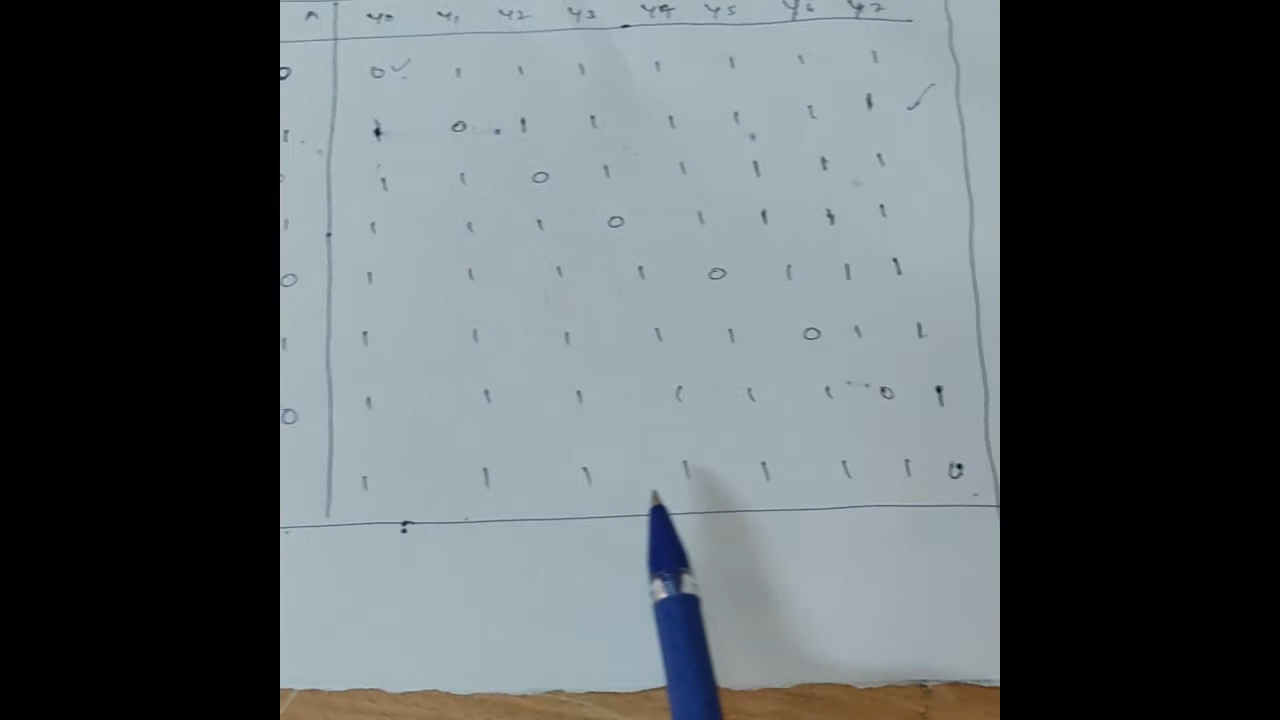 A Y0 Y1 Y2 Y3 Y4 Y5 Y6 Y7
0 0 1 1 1 1 1 1 1
1 1 0 1 1 1 1 1 1
0 1 1 0 1 1 1 1 1
1 1 1 1 0 1 1 1 1
0 1 1 1 1 0 1 1 1
1 1 1 1 1 1 0 1 1
0 1 1 1 1 1 1 0 1
1 1 1 1 1 1 1 0